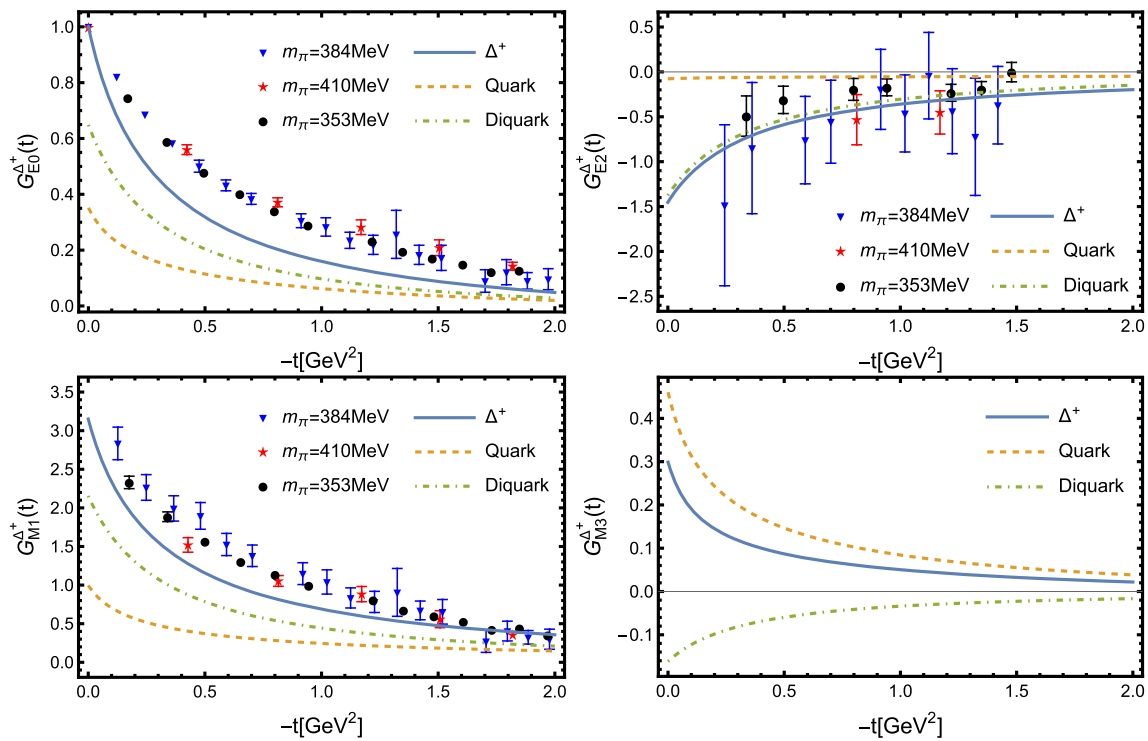 1.0
0.8
0.6
0.4
0.2
0.0
G_{E0}^{Δ^+}(t)
m_π=384MeV
m_π=410MeV
m_π=353MeV
Δ^+
Quark
Diquark
0.0 0.5 1.0 1.5 2.0
−t[GeV²]
0.5
0.0
−0.5
−1.0
−1.5
−2.0
−2.5
G_{E2}^{Δ^+}(t)
m_π=384MeV
m_π=410MeV
m_π=353MeV
Δ^+
Quark
Diquark
0.0 0.5 1.0 1.5 2.0
−t[GeV²]
3.5
3.0
2.5
2.0
1.5
1.0
0.5
0.0
G_{M1}^{Δ^+}(t)
m_π=384MeV
m_π=410MeV
m_π=353MeV
Δ^+
Quark
Diquark
0.0 0.5 1.0 1.5 2.0
−t[GeV²]
0.4
0.3
0.2
0.1
0.0
−0.1
G_{M3}^{Δ^+}(t)
Δ^+
Quark
Diquark
0.0 0.5 1.0 1.5 2.0
−t[GeV²]